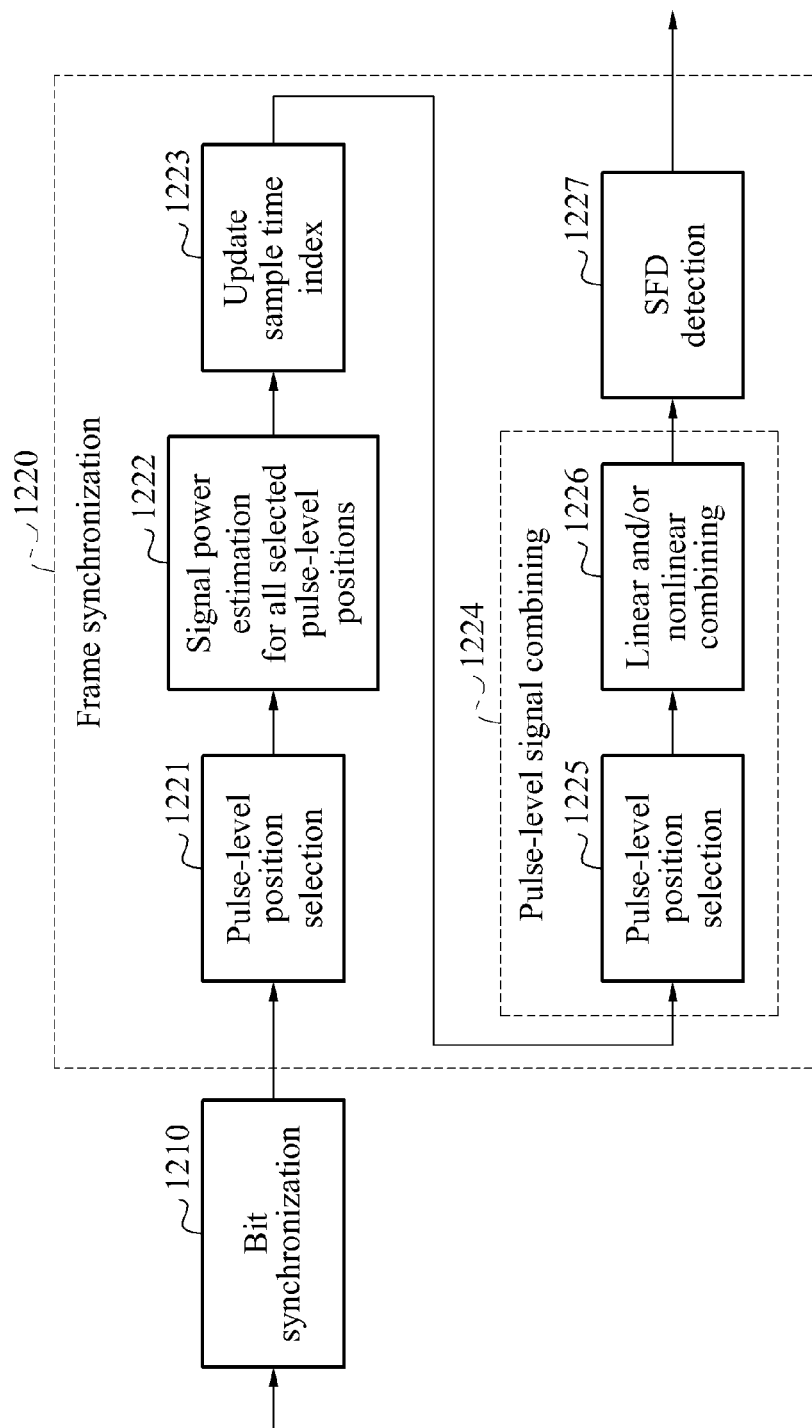 1210
Bit
synchronization
1220
Frame synchronization
1221
Pulse-level
position
selection
1222
Signal power
estimation
for all selected
pulse-level
positions
1223
Update
sample time
index
1224
Pulse-level signal combining
1225
Pulse-level
position
selection
1226
Linear and/or
nonlinear
combining
1227
SFD
detection